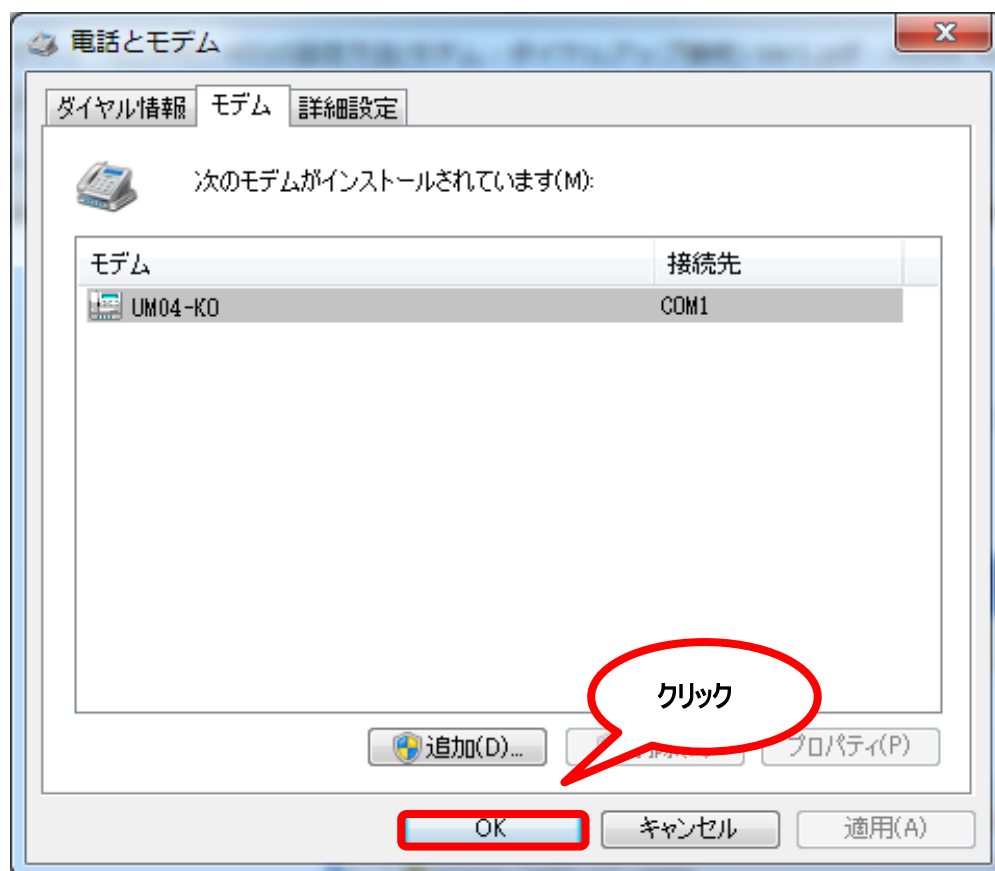 電話とモデム
ダイヤル情報 モデム 詳細設定
次のモデムがインストールされています(M):
モデム 接続先
UM04-KO COM1
クリック
追加(D)... プロパティ(P)
OK キャンセル 適用(A)